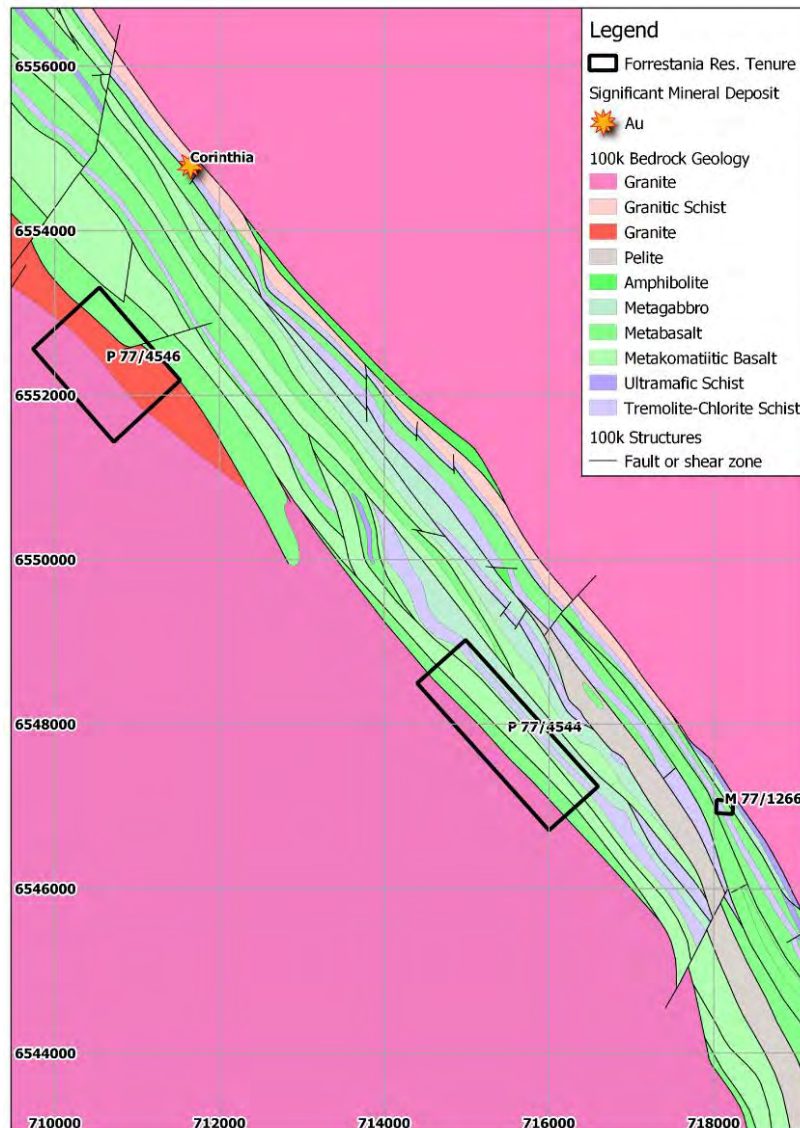 Legend
Forrestania Res. Tenure
Significant Mineral Deposit
Au
100k Bedrock Geology
Granite
Granitic Schist
Granite
Pelite
Amphibolite
Metagabbro
Metabasalt
Metakomatiitic Basalt
Ultramafic Schist
Tremolite-Chlorite Schist
100k Structures
Fault or shear zone
6556000
Corinthia
6554000
P 77/4546
6552000
6550000
6548000
P 77/4544
M 77/1266
6546000
6544000
710000
712000
714000
716000
718000